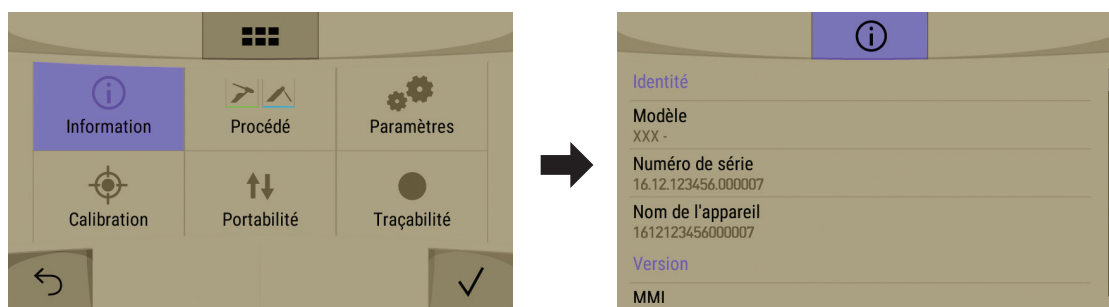 Information
Procédé
Paramètres
Calibration
Portabilité
Traçabilité
Identité
Modèle
XXX -
Numéro de série
16.12.123456.000007
Nom de l'appareil
1612123456000007
Version
MMI